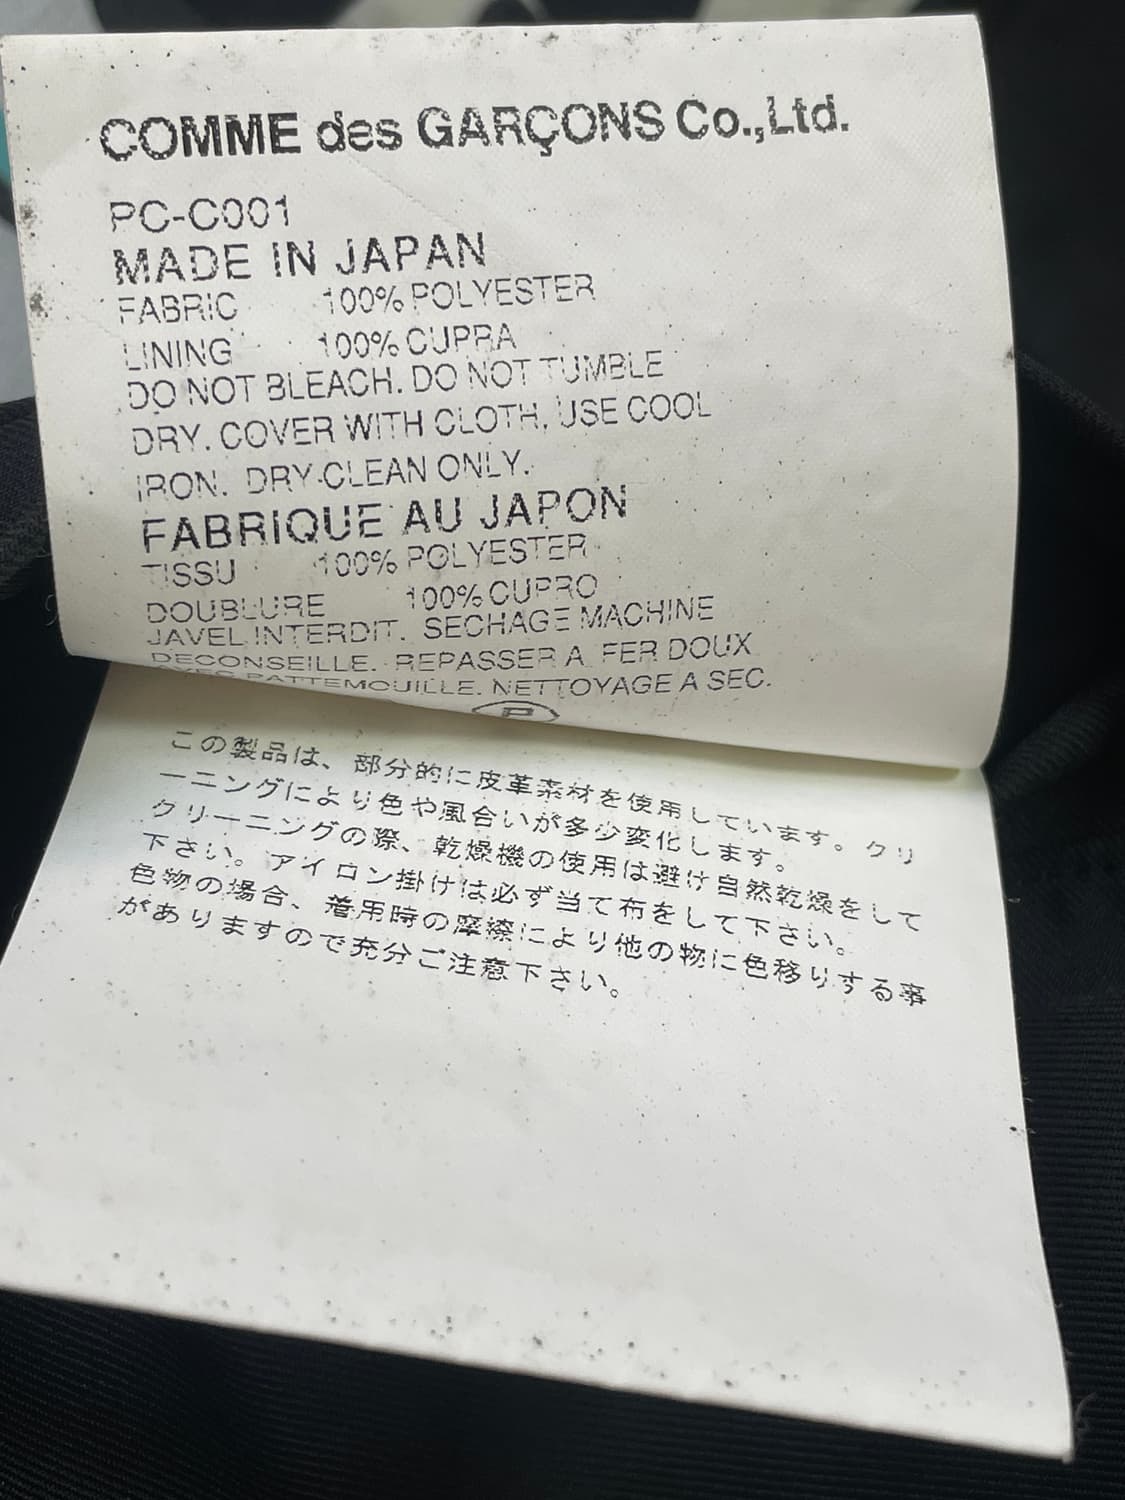 COMME des GARÇONS Co.,Ltd.
PC-C001
MADE IN JAPAN
FABRIC 100% POLYESTER
LINING 100% CUPRA
DO NOT BLEACH. DO NOT TUMBLE
DRY. COVER WITH CLOTH, USE COOL
IRON. DRY CLEAN ONLY.
FABRIQUE AU JAPON
TISSU 100% POLYESTER
DOUBLURE 100% CUPRO
JAVEL INTERDIT. SECHAGE MACHINE
DECONSEILLE. REPASSER A FER DOUX
AVEC PATTEMOUILLE. NETTOYAGE A SEC.
P
この製品は、部分的に皮革素材を使用しています。クリ
ーニングにより色や風合いが多少変化します。
クリーニングの際、乾燥機の使用は避け自然乾燥をして
下さい。アイロン掛けは必ず当て布をして下さい。
色物の場合、着用時の摩擦により他の物に色移りする事
がありますので充分ご注意下さい。